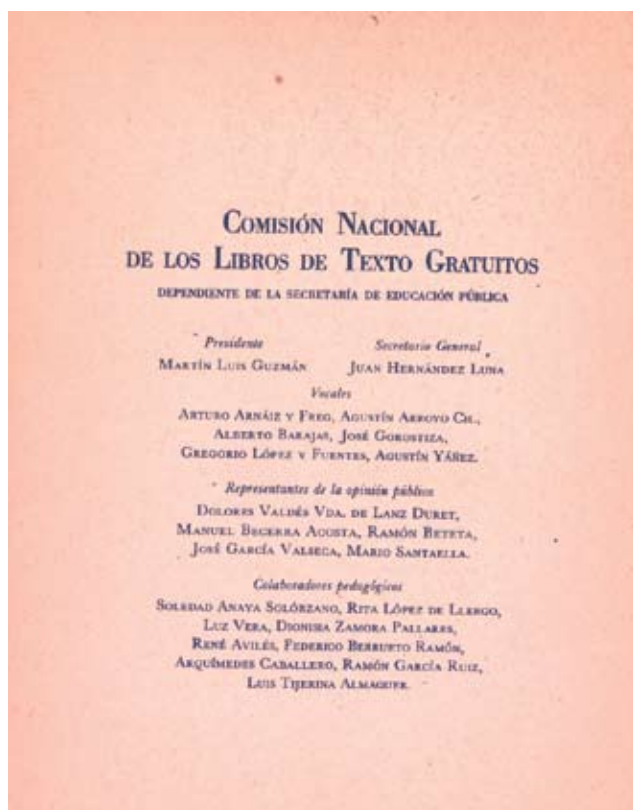 COMISIÓN NACIONAL
DE LOS LIBROS DE TEXTO GRATUITOS
DEPENDIENTE DE LA SECRETARÍA DE EDUCACIÓN PÚBLICA
Presidente Secretario General
MARTÍN LUIS GUZMÁN JUAN HERNÁNDEZ LUNA
Vocales
ARTURO ARNÁIZ Y FREG, AGUSTÍN ARROYO CH.,
ALBERTO BARAJAS, JOSÉ GOROSTIZA,
GREGORIO LÓPEZ Y FUENTES, AGUSTÍN YÁÑEZ.
Representantes de la opinión pública
DOLORES VALDÉS VDA. DE LANZ DURET,
MANUEL BECERRA ACOSTA, RAMÓN BETETA,
JOSÉ GARCÍA VALSECA, MARIO SANTAELLA.
Colaboradores pedagógicos
SOLEDAD ANAYA SOLÓRZANO, RITA LÓPEZ DE LLERGO,
LUZ VERA, DIONISIA ZAMORA PALLARES,
RENÉ AVILÉS, FEDERICO BERRUETO RAMÓN,
ARQUÍMEDES CABALLERO, RAMÓN GARCÍA RUIZ,
LUIS TIJERINA ALMAGUER.